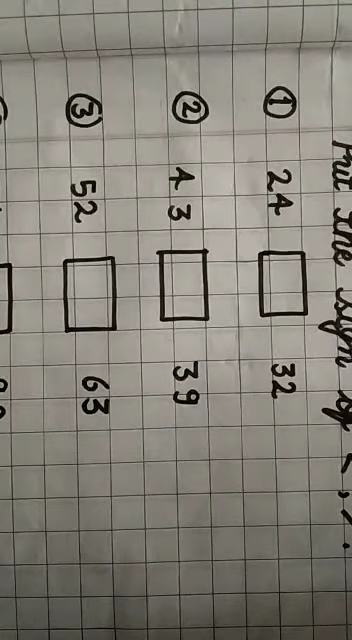 Put the sign of <, >.
① 24 □ 32
② 43 □ 39
③ 52 □ 63